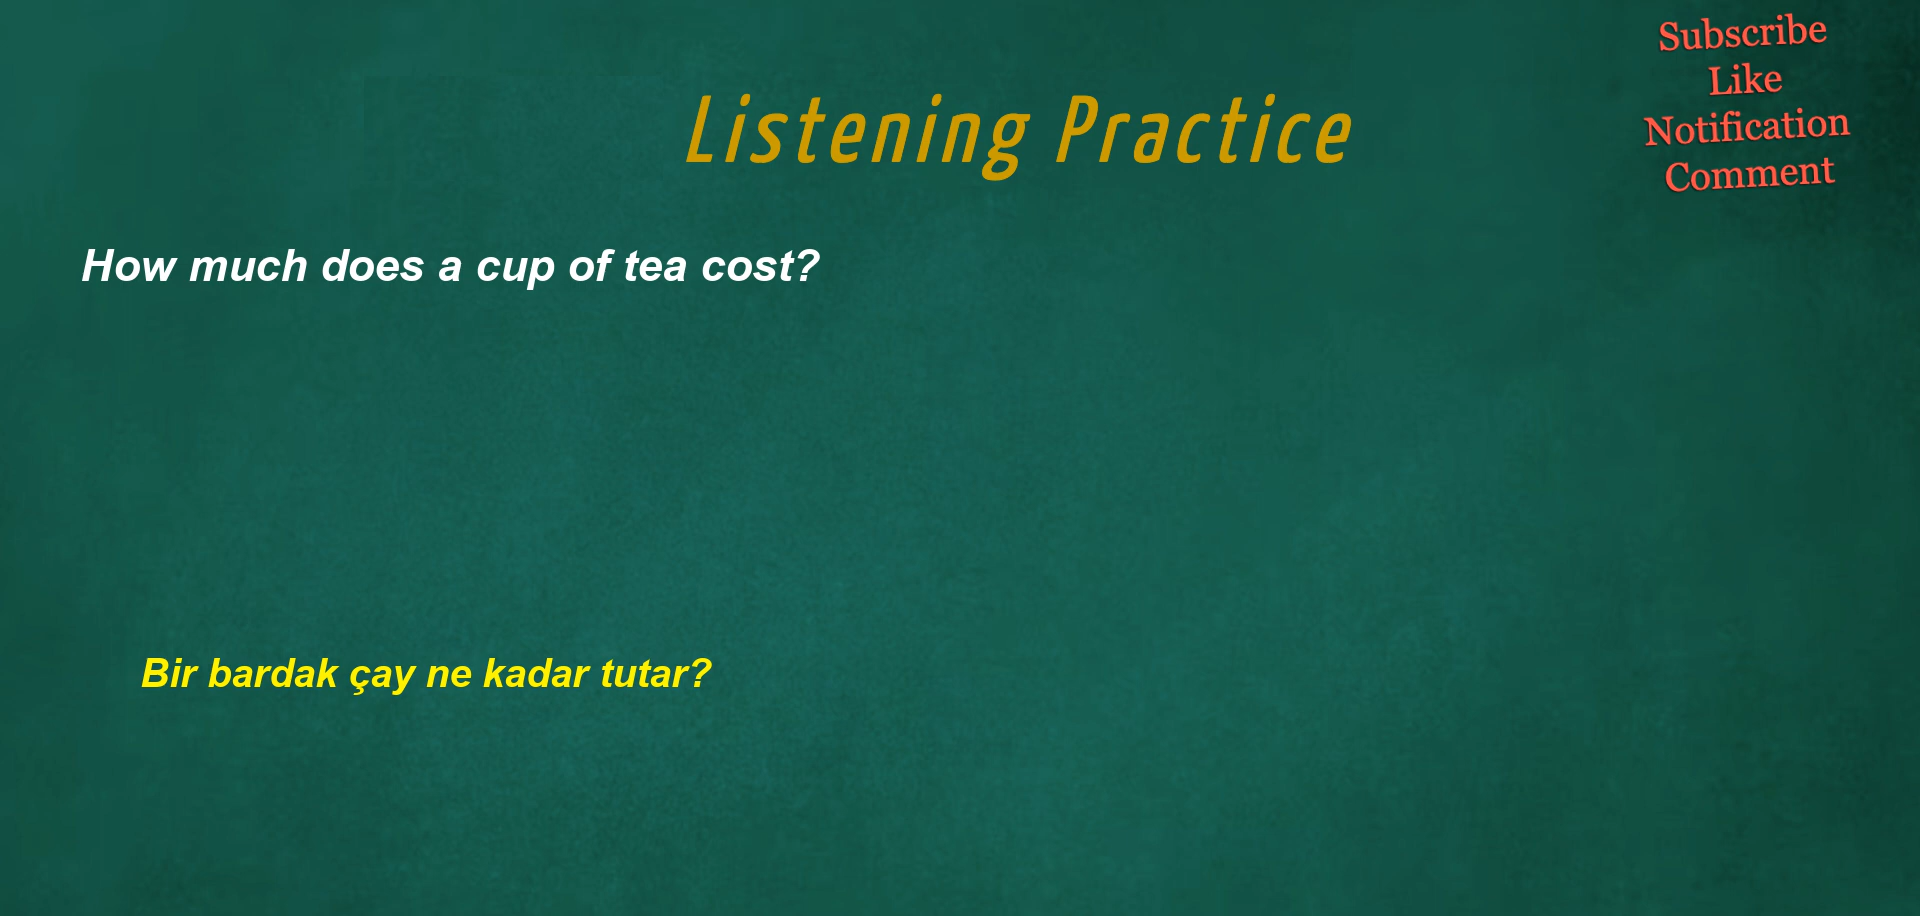 Subscribe
Like
Notification
Comment
Listening Practice
How much does a cup of tea cost?
Bir bardak çay ne kadar tutar?